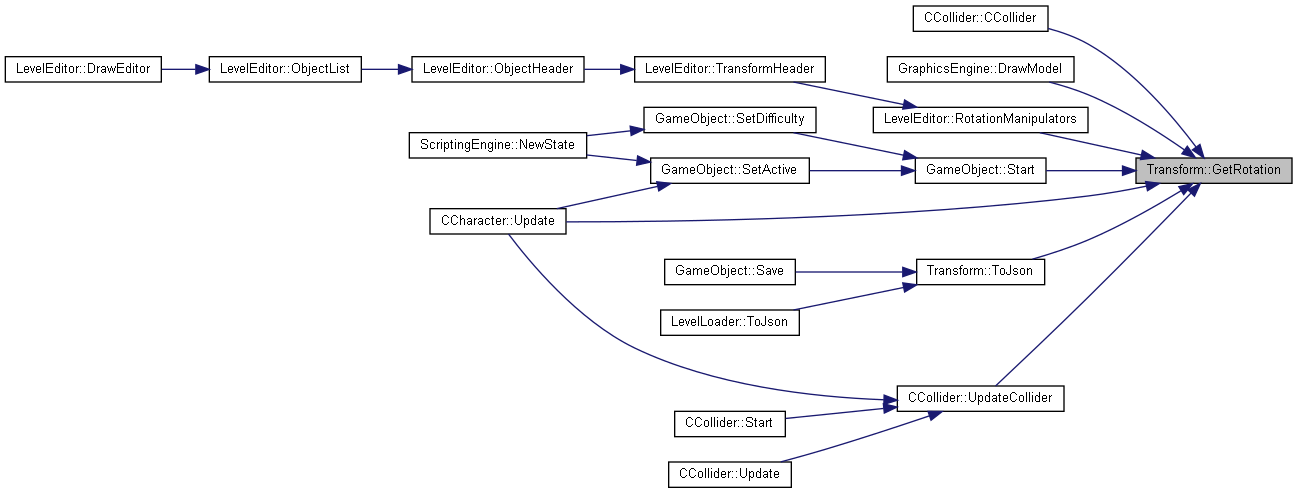 CCollider::CCollider
LevelEditor::DrawEditor
LevelEditor::ObjectList
LevelEditor::ObjectHeader
LevelEditor::TransformHeader
GraphicsEngine::DrawModel
GameObject::SetDifficulty
LevelEditor::RotationManipulators
ScriptingEngine::NewState
GameObject::SetActive
GameObject::Start
Transform::GetRotation
CCharacter::Update
GameObject::Save
Transform::ToJson
LevelLoader::ToJson
CCollider::UpdateCollider
CCollider::Start
CCollider::Update